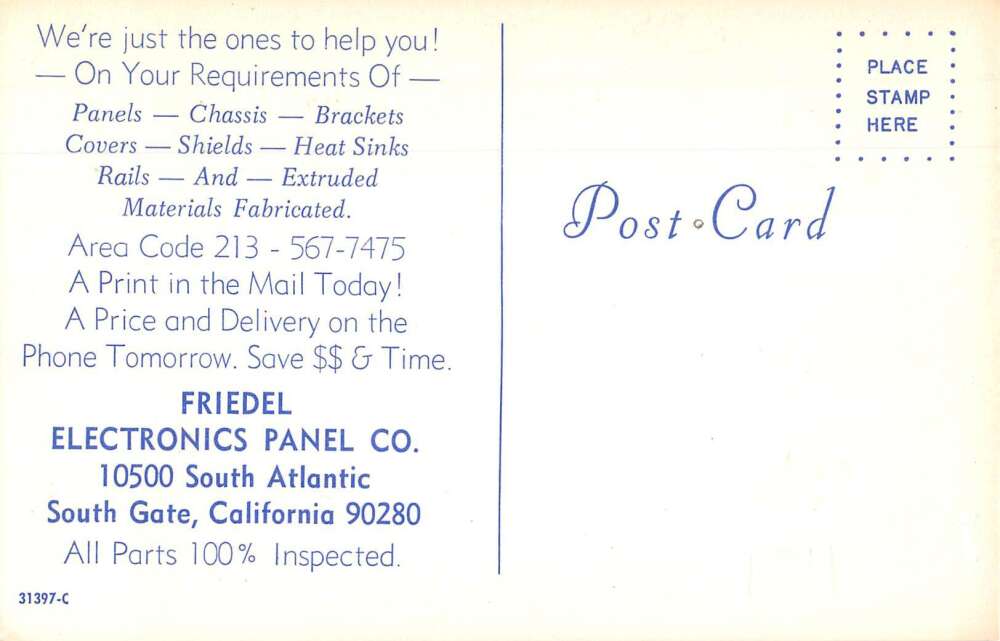 We're just the ones to help you!
— On Your Requirements Of —
Panels — Chassis — Brackets
Covers — Shields — Heat Sinks
Rails — And — Extruded
Materials Fabricated.
Area Code 213 - 567-7475
A Print in the Mail Today!
A Price and Delivery on the
Phone Tomorrow. Save $$ & Time.
FRIEDEL
ELECTRONICS PANEL CO.
10500 South Atlantic
South Gate, California 90280
All Parts 100% Inspected.
31397-C
PLACE
STAMP
HERE
Post Card